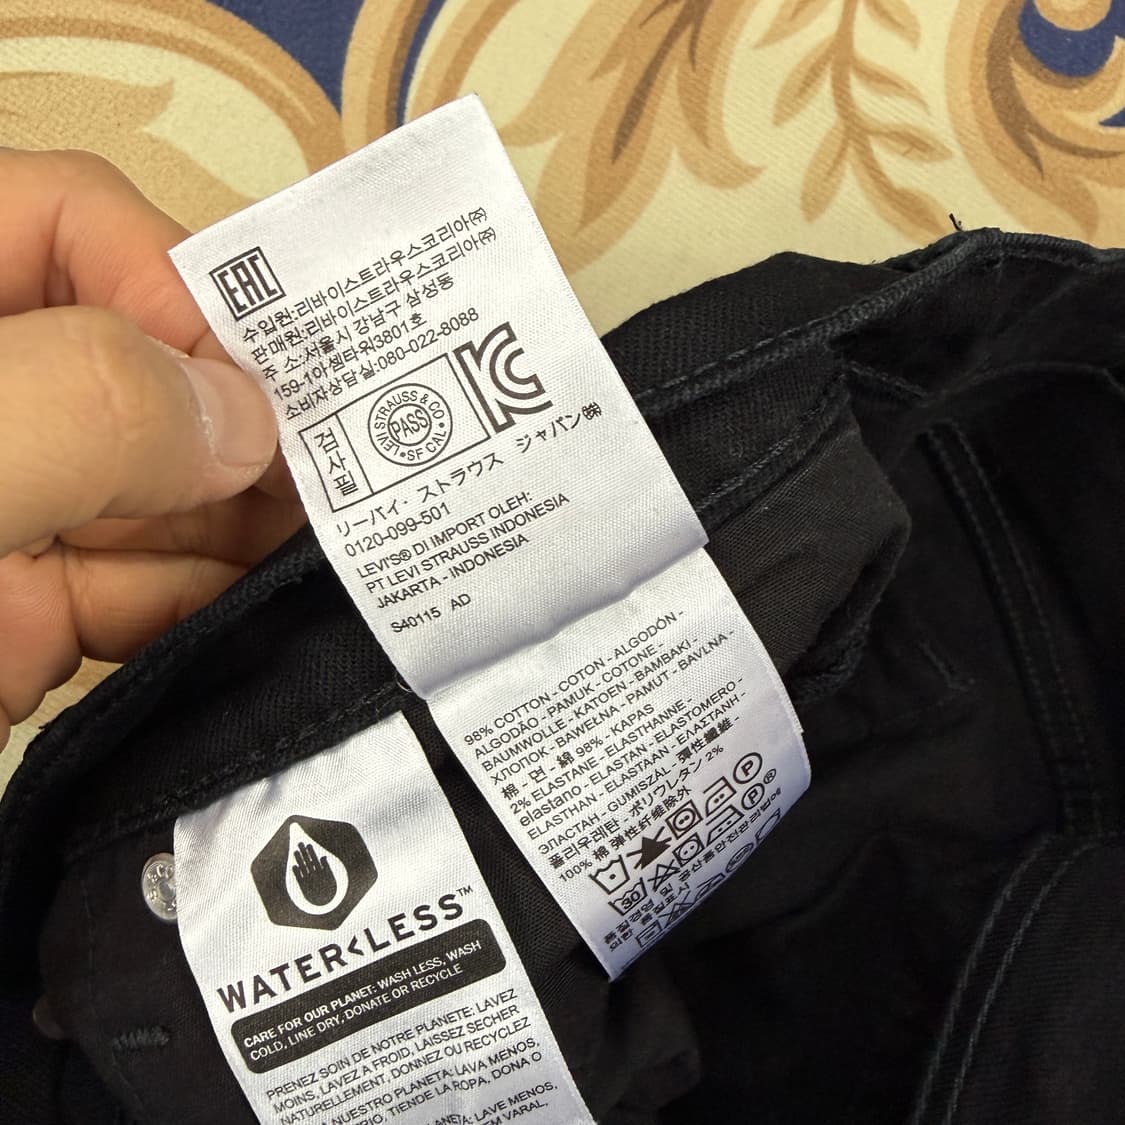 EAC
수입원:리바이스트라우스코리아㈜
판매원:리바이스트라우스코리아㈜
주 소:서울시 강남구 삼성동
159-1아셈타워3801호
소비자상담실:080-022-8088
검사필
LEVI STRAUSS & CO
PASS
SF CAL.
リーバイ・ストラウス ジャパン㈱
0120-099-501
LEVI'S® DI IMPORT OLEH:
PT LEVI STRAUSS INDONESIA
JAKARTA - INDONESIA
S40115 AD
98% COTTON - COTON - ALGODÓN -
ALGODÃO - PAMUK - COTONE -
BAUMWOLLE - KATOEN - BAMBAKI -
ХЛОПОК - BAWEŁNA - PAMUT - BAVLNA -
棉 - 면 - 綿 98% - KAPAS
2% ELASTANE - ELASTHANNE -
elastano - ELASTAN - ELASTOMERO -
ELASTHAN - ELASTAAN - ΕΛΑΣΤΑΝΗ -
ЭЛАСТАН - GUMISZÁL - 弾性繊維 -
폴리우레탄 - ポリウレタン 2%
100% 棉 弹性纤维除外
P
30
P
WATER<LESS™
CARE FOR OUR PLANET: WASH LESS, WASH
COLD, LINE DRY, DONATE OR RECYCLE
PRENEZ SOIN DE NOTRE PLANETE: LAVEZ
MOINS, LAVEZ A FROID, LAISSEZ SECHER
NATURELLEMENT, DONNEZ OU RECYCLEZ
NUESTRO PLANETA: LAVA MENOS,
FRIO, TIENDE LA ROPA, DONA O
LAVE MENOS,
EM VARAL,